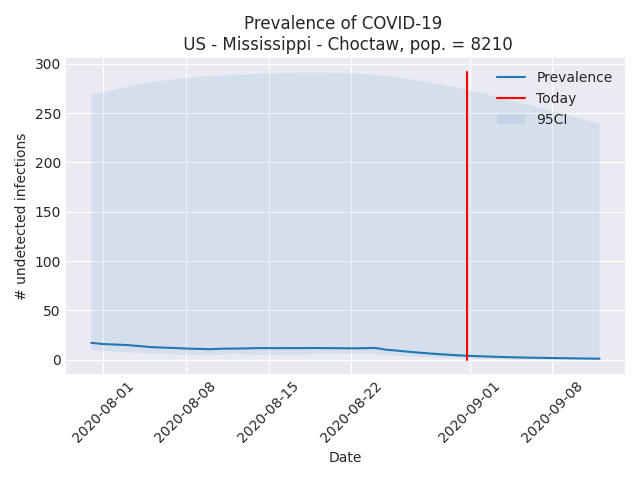 Prevalence of COVID-19
US - Mississippi - Choctaw, pop. = 8210
300
250
200
150
100
50
0
# undetected infections
Prevalence
Today
95CI
2020-08-01
2020-08-08
2020-08-15
2020-08-22
2020-09-01
2020-09-08
Date